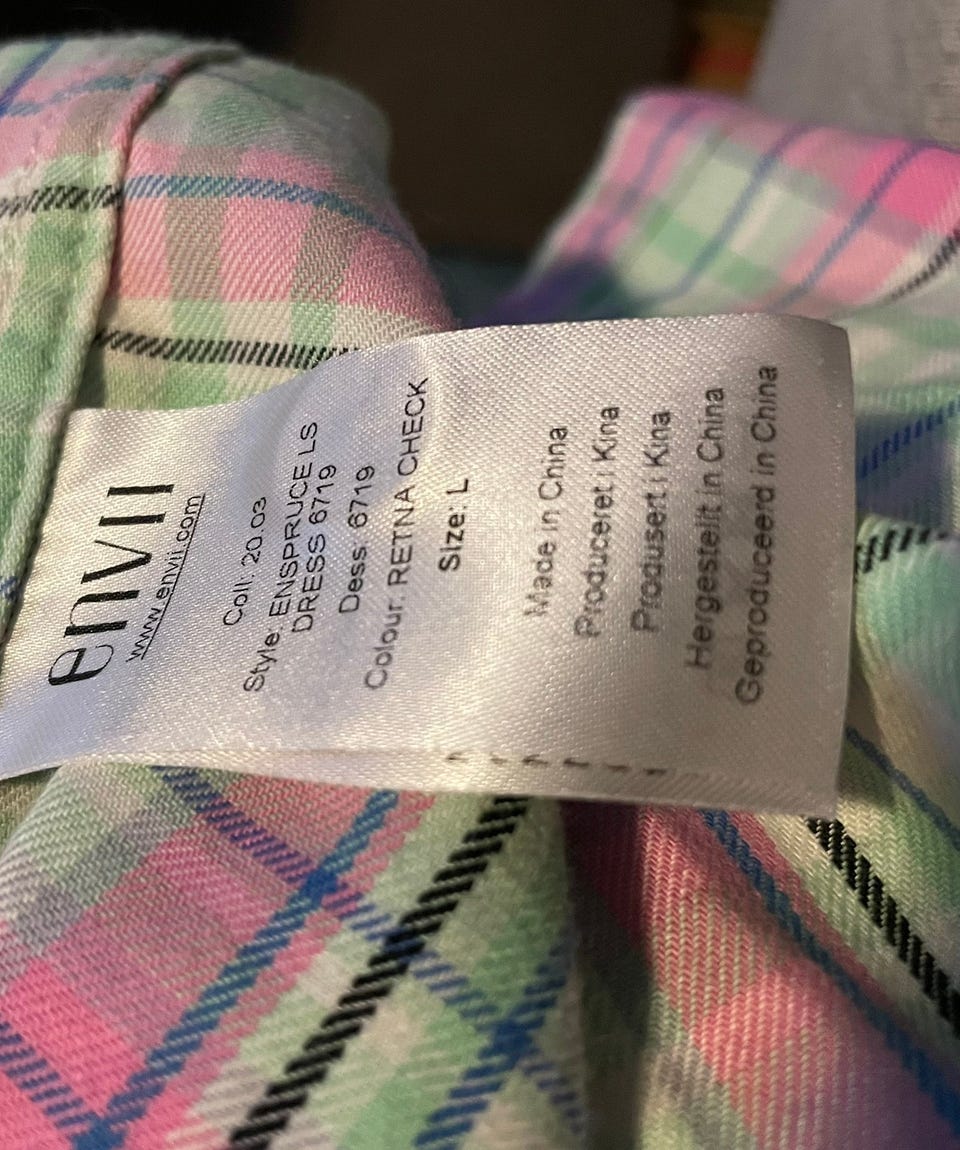 envii
www.envii.com
Coll. 20.03
Style: ENSPRUCE LS
DRESS 6719
Dess: 6719
Colour: RETNA CHECK
Size: L
Made in China
Produceret i Kina
Produsert i Kina
Hergestellt in China
Geproduceerd in China